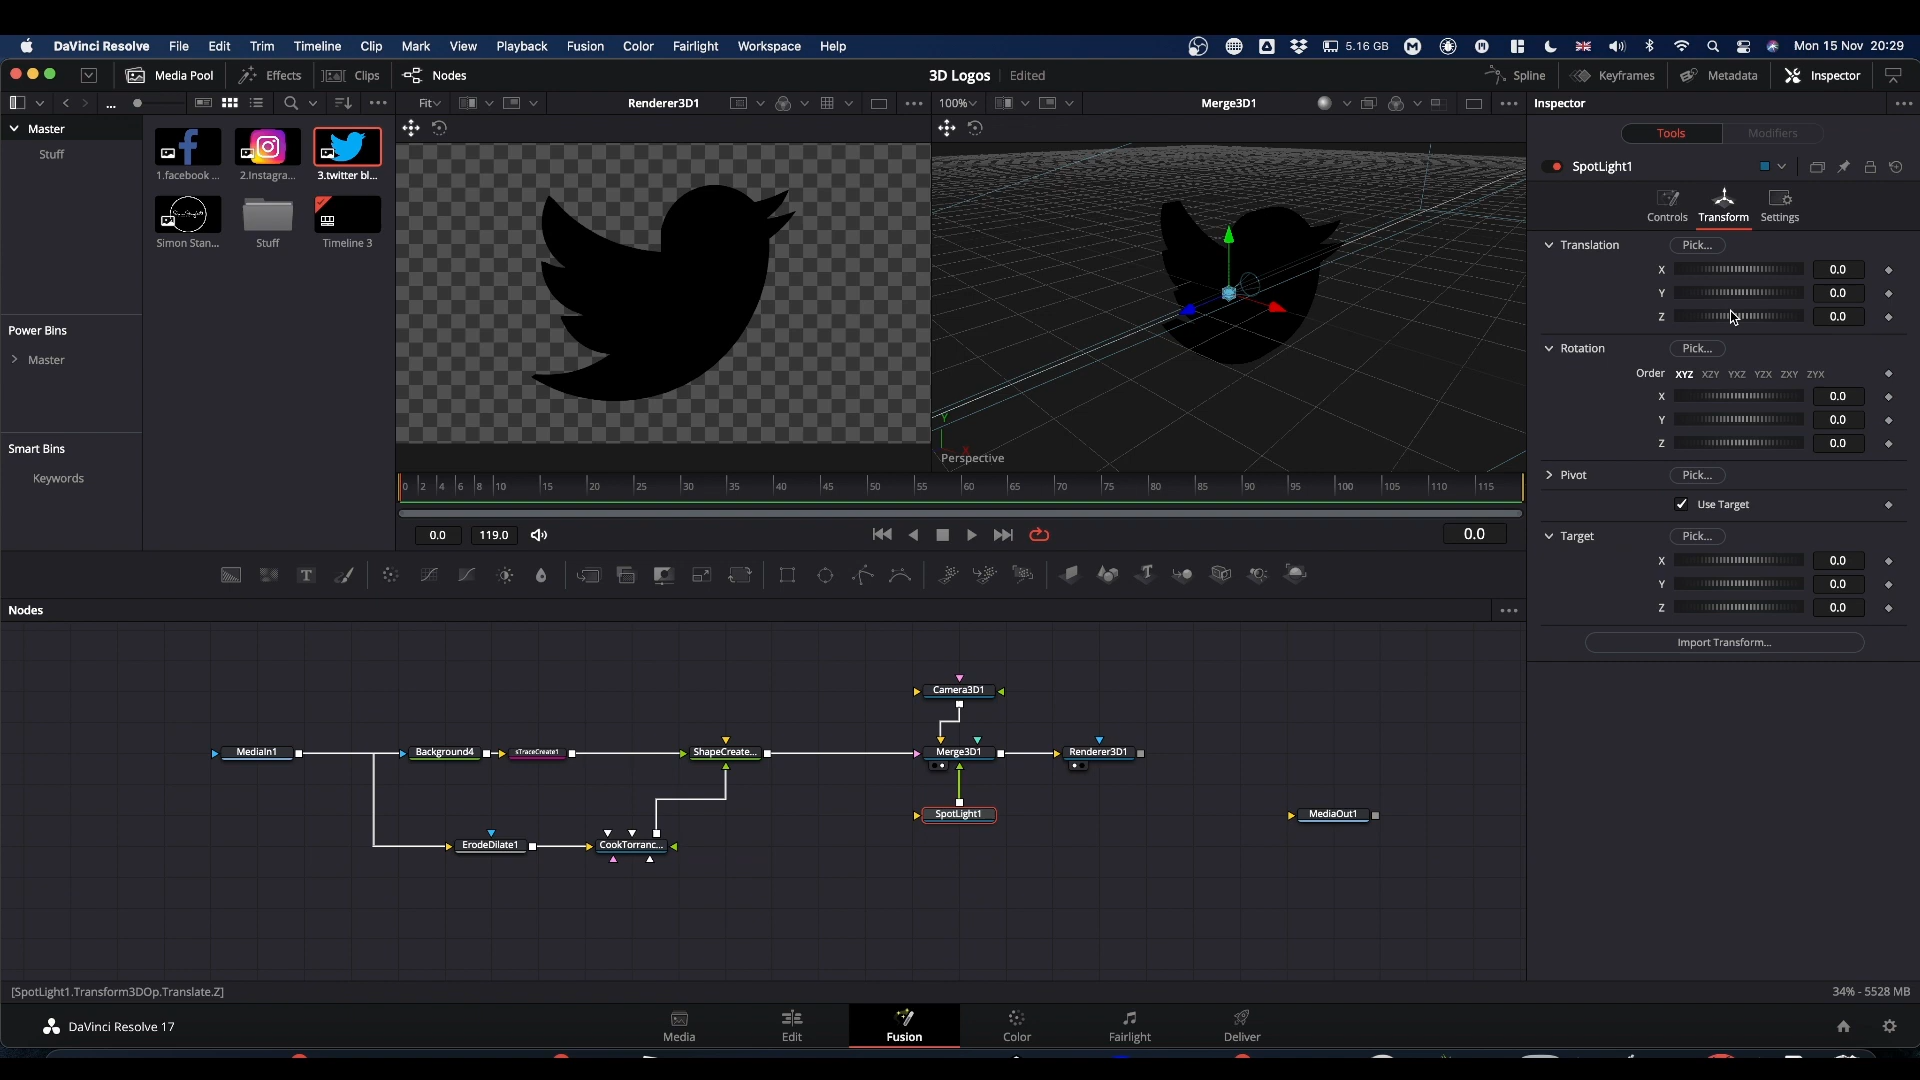 DaVinci Resolve File Edit Trim Timeline Clip Mark View Playback Fusion Color Fairlight Workspace Help 5.16 GB Mon 15 Nov 20:29
Media Pool Effects Clips Nodes 3D Logos Edited Spline Keyframes Metadata Inspector
... Fit Renderer3D1 100% Merge3D1 Inspector
Master
Stuff
1.facebook ... 2.Instagra... 3.twitter bl...
Simon Stan... Stuff Timeline 3
Power Bins
Master
Smart Bins
Keywords
Y
X
Perspective
Tools Modifiers
SpotLight1
Controls Transform Settings
Translation Pick...
X 0.0
Y 0.0
Z 0.0
Rotation Pick...
Order XYZ XZY YXZ YZX ZXY ZYX
X 0.0
Y 0.0
Z 0.0
Pivot Pick...
Use Target
Target Pick...
X 0.0
Y 0.0
Z 0.0
Import Transform...
0 2 4 6 8 10 15 20 25 30 35 40 45 50 55 60 65 70 75 80 85 90 95 100 105 110 115
0.0 119.0 0.0
T T
Nodes
Camera3D1
MediaIn1 Background4 sTraceCreate1 ShapeCreate... Merge3D1 Renderer3D1
SpotLight1 MediaOut1
ErodeDilate1 CookTorranc...
[SpotLight1.Transform3DOp.Translate.Z] 34% - 5528 MB
DaVinci Resolve 17 Media Edit Fusion Color Fairlight Deliver